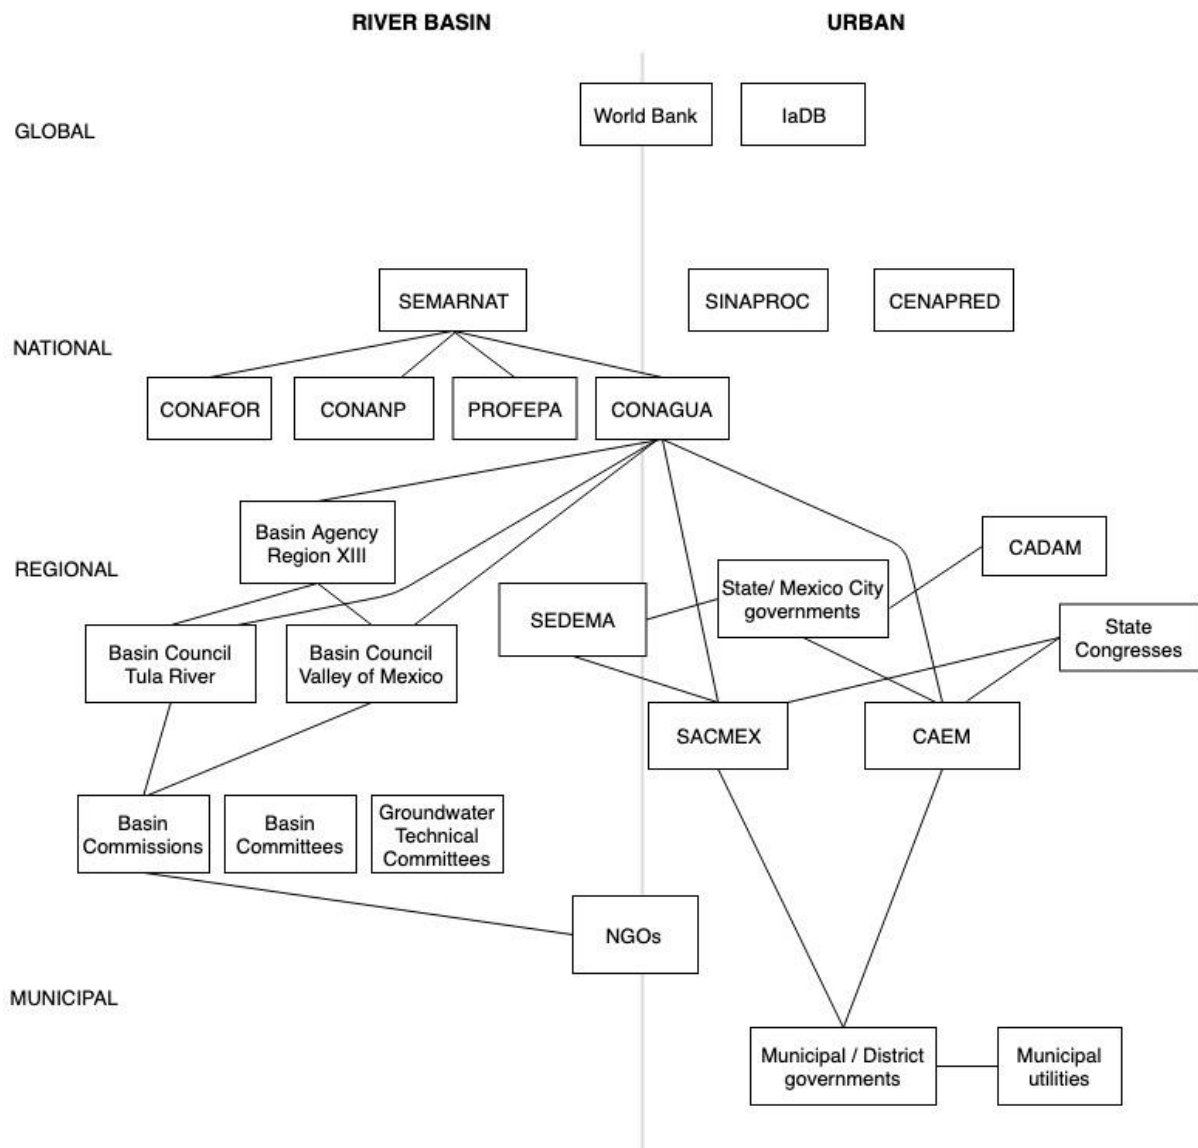 RIVER BASIN
URBAN
GLOBAL
World Bank
IaDB
SEMARNAT
SINAPROC
CENAPRED
NATIONAL
CONAFOR
CONANP
PROFEPA
CONAGUA
Basin Agency
Region XIII
REGIONAL
CADAM
State/ Mexico City
governments
SEDEMA
State
Congresses
Basin Council
Tula River
Basin Council
Valley of Mexico
SACMEX
CAEM
Basin
Commissions
Basin
Committees
Groundwater
Technical
Committees
NGOs
MUNICIPAL
Municipal / District
governments
Municipal
utilities